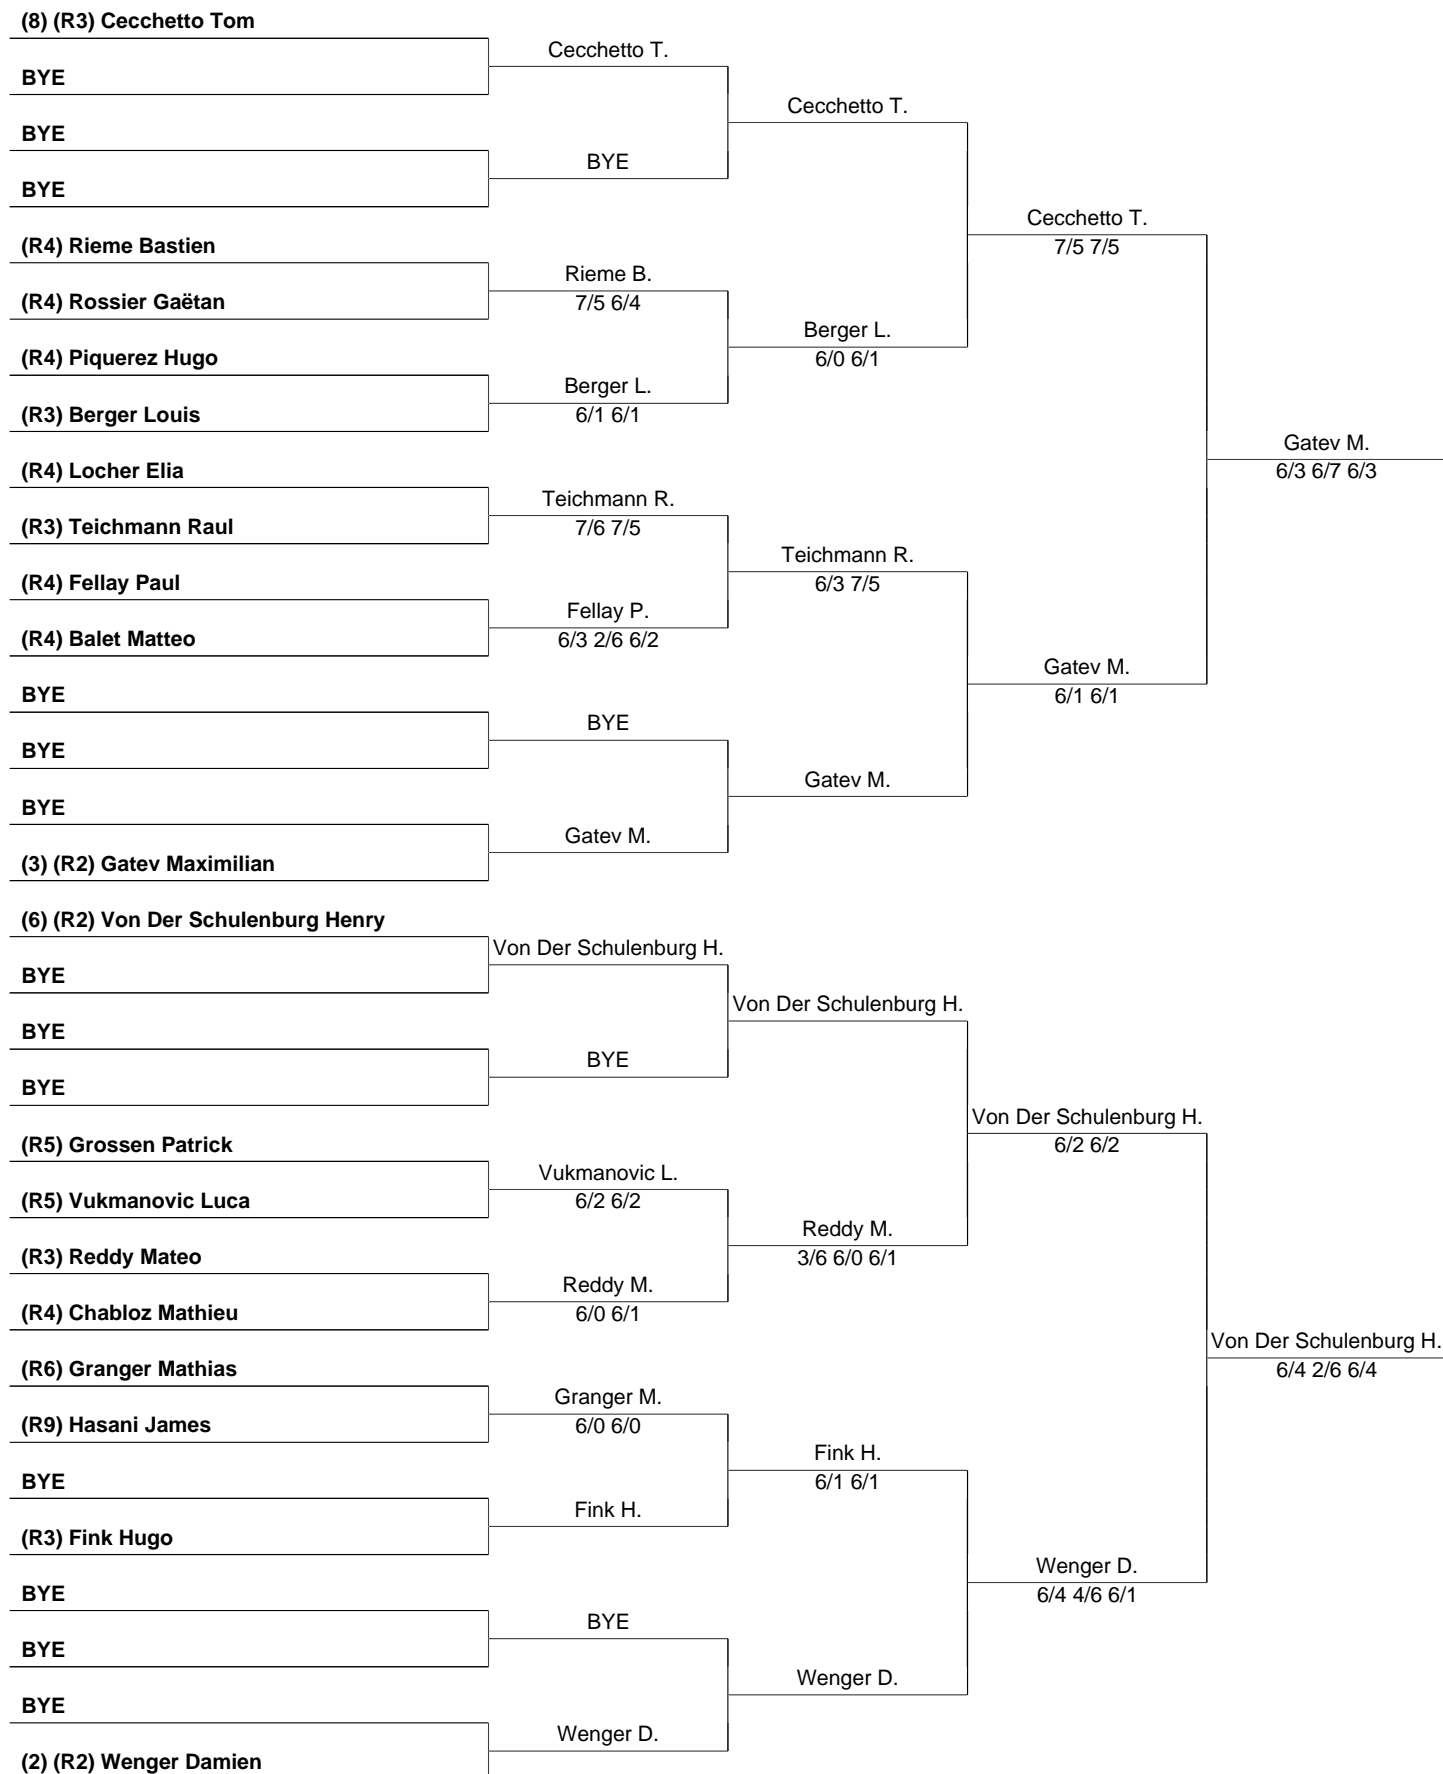 (8) (R3) Cecchetto Tom
BYE
BYE
BYE
(R4) Rieme Bastien
(R4) Rossier Gaëtan
(R4) Piquerez Hugo
(R3) Berger Louis
(R4) Locher Elia
(R3) Teichmann Raul
(R4) Fellay Paul
(R4) Balet Matteo
BYE
BYE
BYE
(3) (R2) Gatev Maximilian
(6) (R2) Von Der Schulenburg Henry
BYE
BYE
BYE
(R5) Grossen Patrick
(R5) Vukmanovic Luca
(R3) Reddy Mateo
(R4) Chabloz Mathieu
(R6) Granger Mathias
(R9) Hasani James
BYE
(R3) Fink Hugo
BYE
BYE
BYE
(2) (R2) Wenger Damien
Cecchetto T.
BYE
Rieme B.
7/5 6/4
Berger L.
6/1 6/1
Teichmann R.
7/6 7/5
Fellay P.
6/3 2/6 6/2
BYE
Gatev M.
Von Der Schulenburg H.
BYE
Vukmanovic L.
6/2 6/2
Reddy M.
6/0 6/1
Granger M.
6/0 6/0
Fink H.
BYE
Wenger D.
Cecchetto T.
Berger L.
6/0 6/1
Teichmann R.
6/3 7/5
Gatev M.
Von Der Schulenburg H.
Reddy M.
3/6 6/0 6/1
Fink H.
6/1 6/1
Wenger D.
Cecchetto T.
7/5 7/5
Gatev M.
6/1 6/1
Von Der Schulenburg H.
6/2 6/2
Wenger D.
6/4 4/6 6/1
Gatev M.
6/3 6/7 6/3
Von Der Schulenburg H.
6/4 2/6 6/4